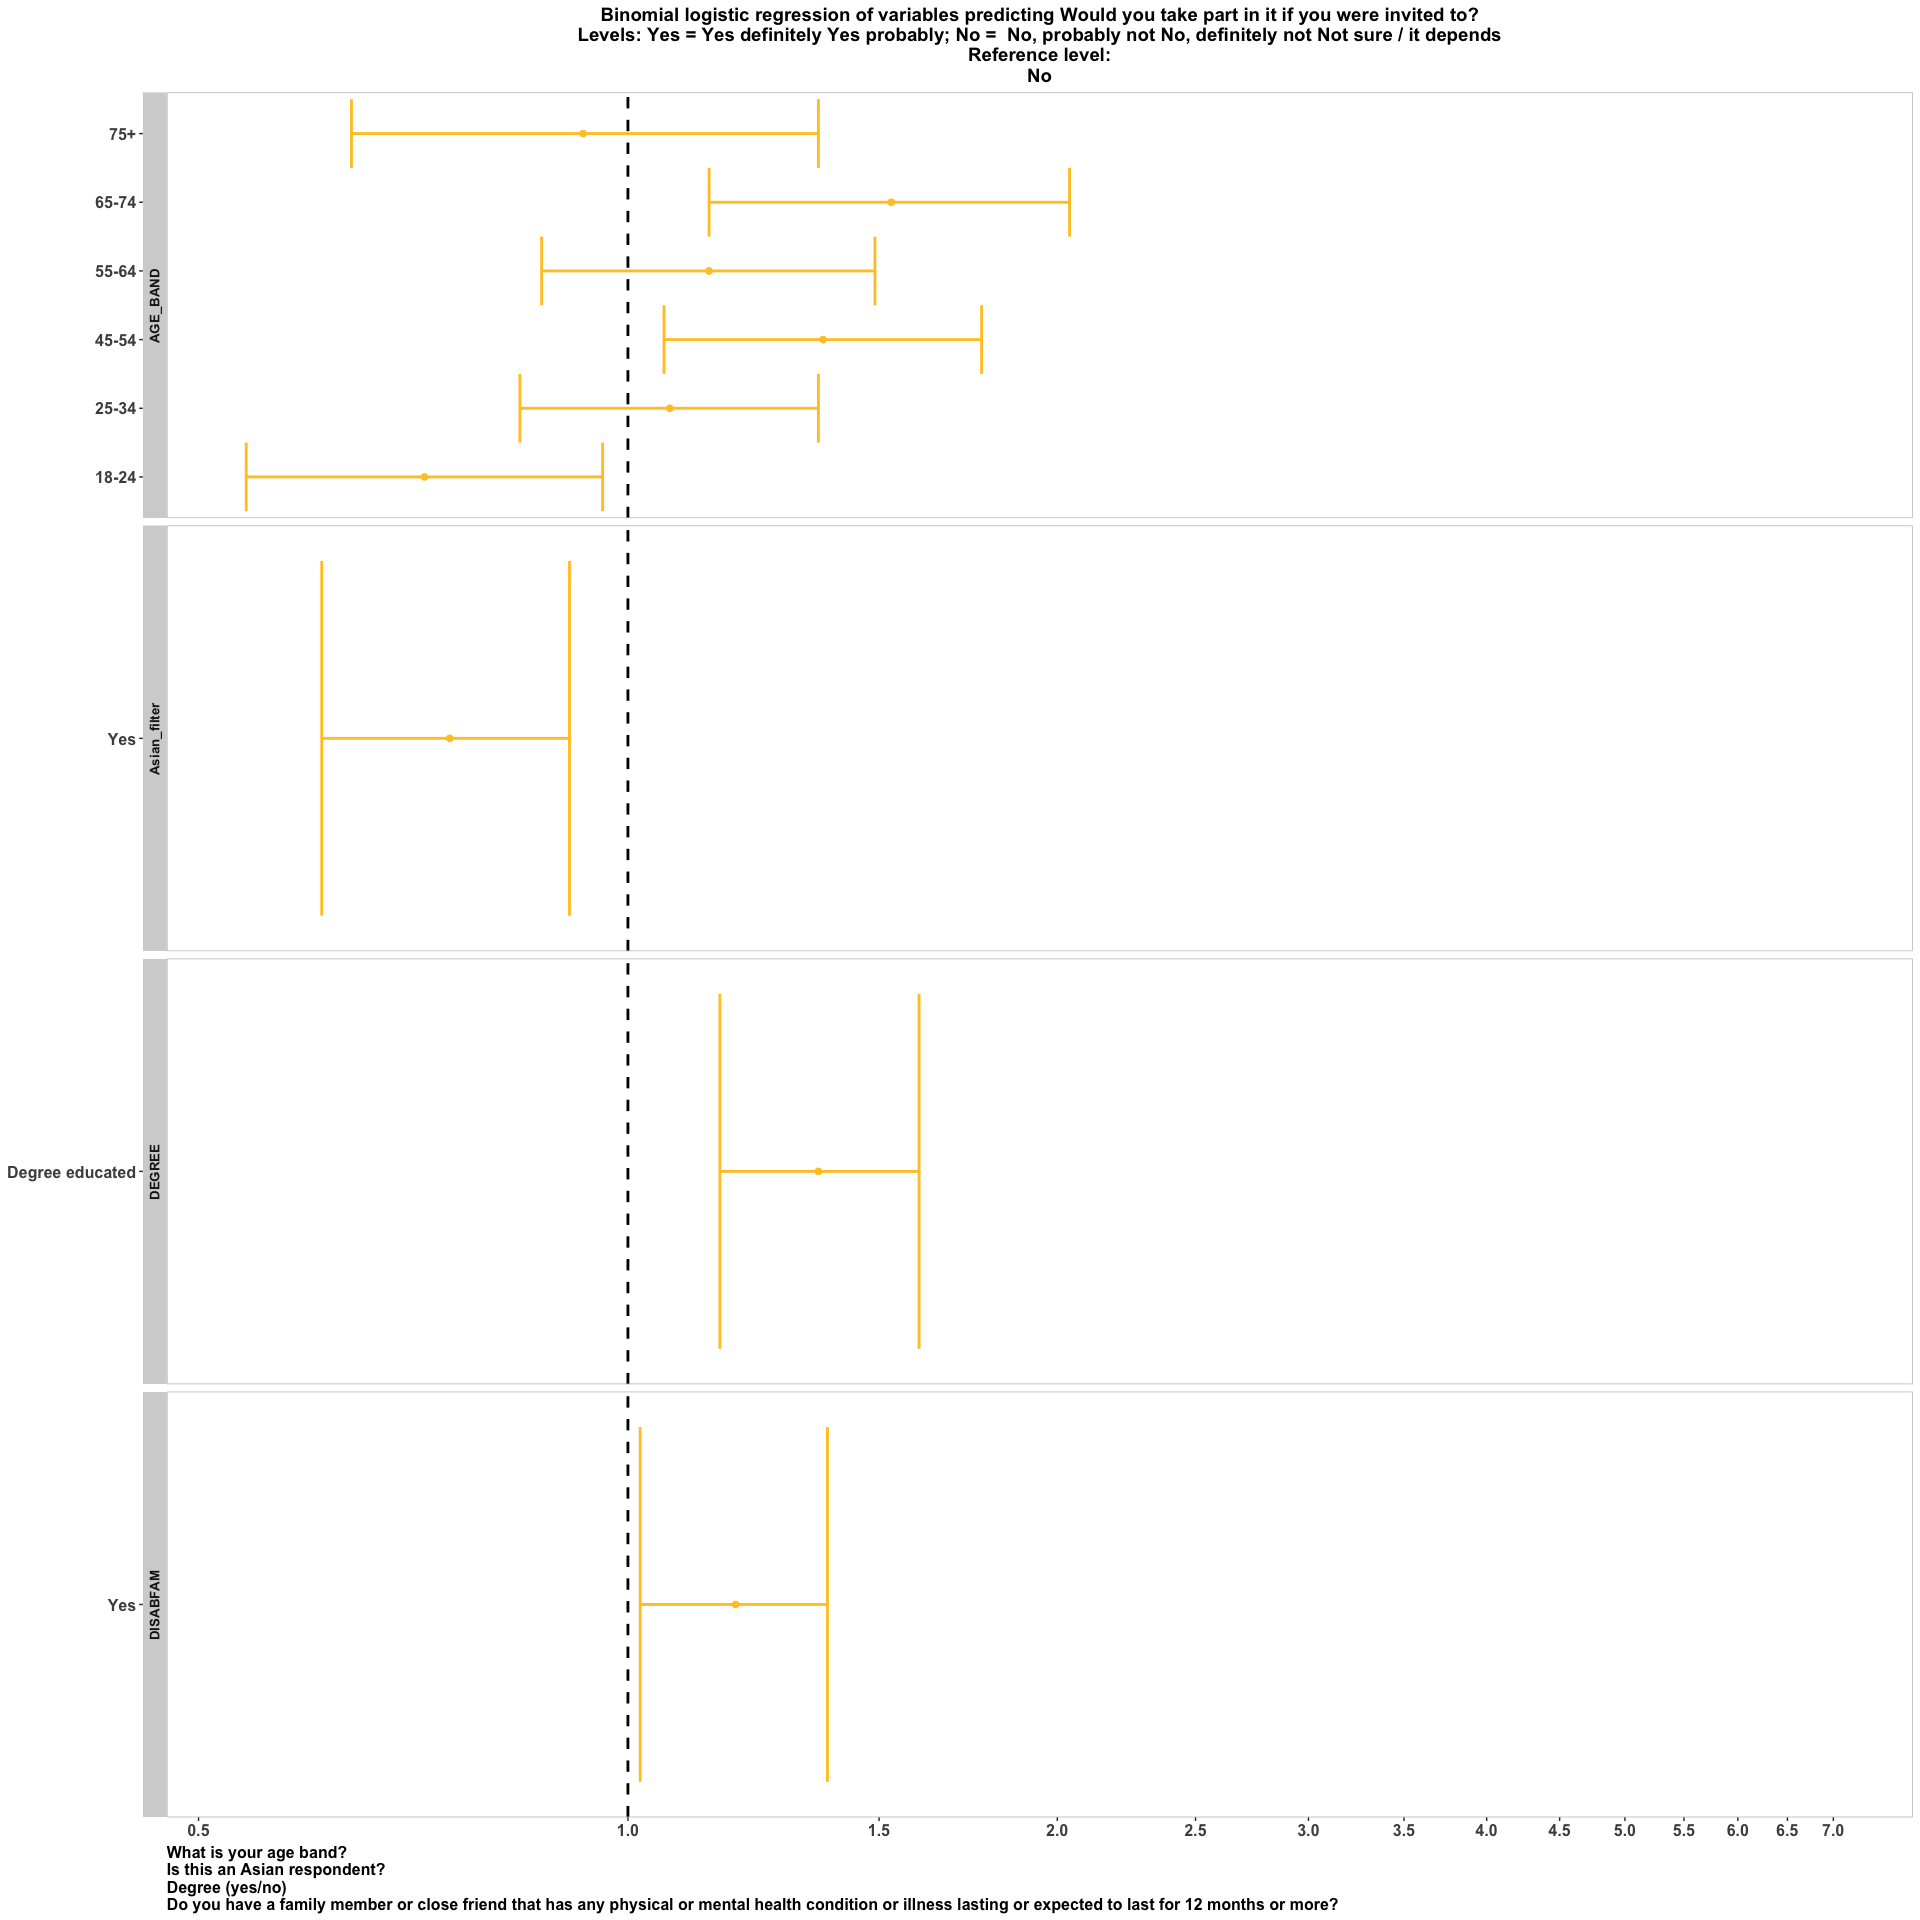 Binomial logistic regression of variables predicting Would you take part in it if you were invited to?
Levels: Yes = Yes definitely Yes probably; No =  No, probably not No, definitely not Not sure / it depends
Reference level:
No
AGE_BAND
75+
65-74
55-64
45-54
25-34
18-24
Asian_filter
Yes
DEGREE
Degree educated
DISABFAM
Yes
0.5 1.0 1.5 2.0 2.5 3.0 3.5 4.0 4.5 5.0 5.5 6.0 6.5 7.0
What is your age band?
Is this an Asian respondent?
Degree (yes/no)
Do you have a family member or close friend that has any physical or mental health condition or illness lasting or expected to last for 12 months or more?